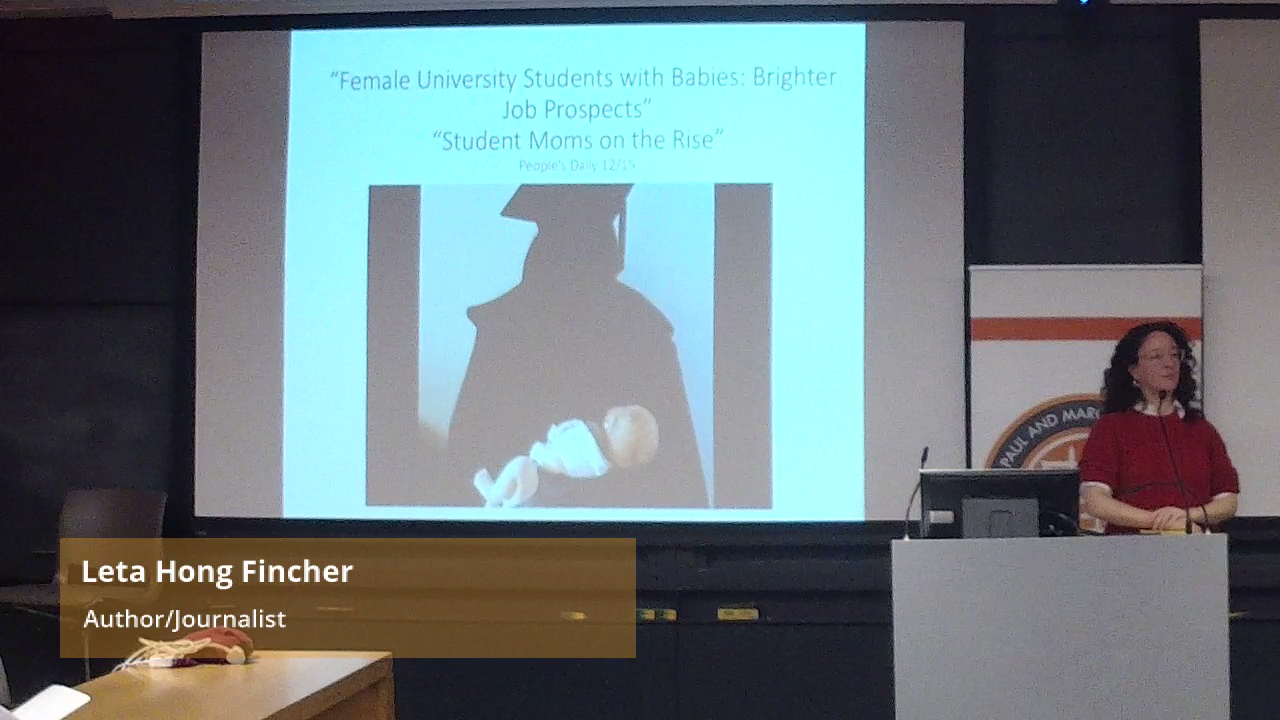 “Female University Students with Babies: Brighter
Job Prospects”
“Student Moms on the Rise”
People's Daily 12/15
PAUL AND MARC
Leta Hong Fincher
Author/Journalist